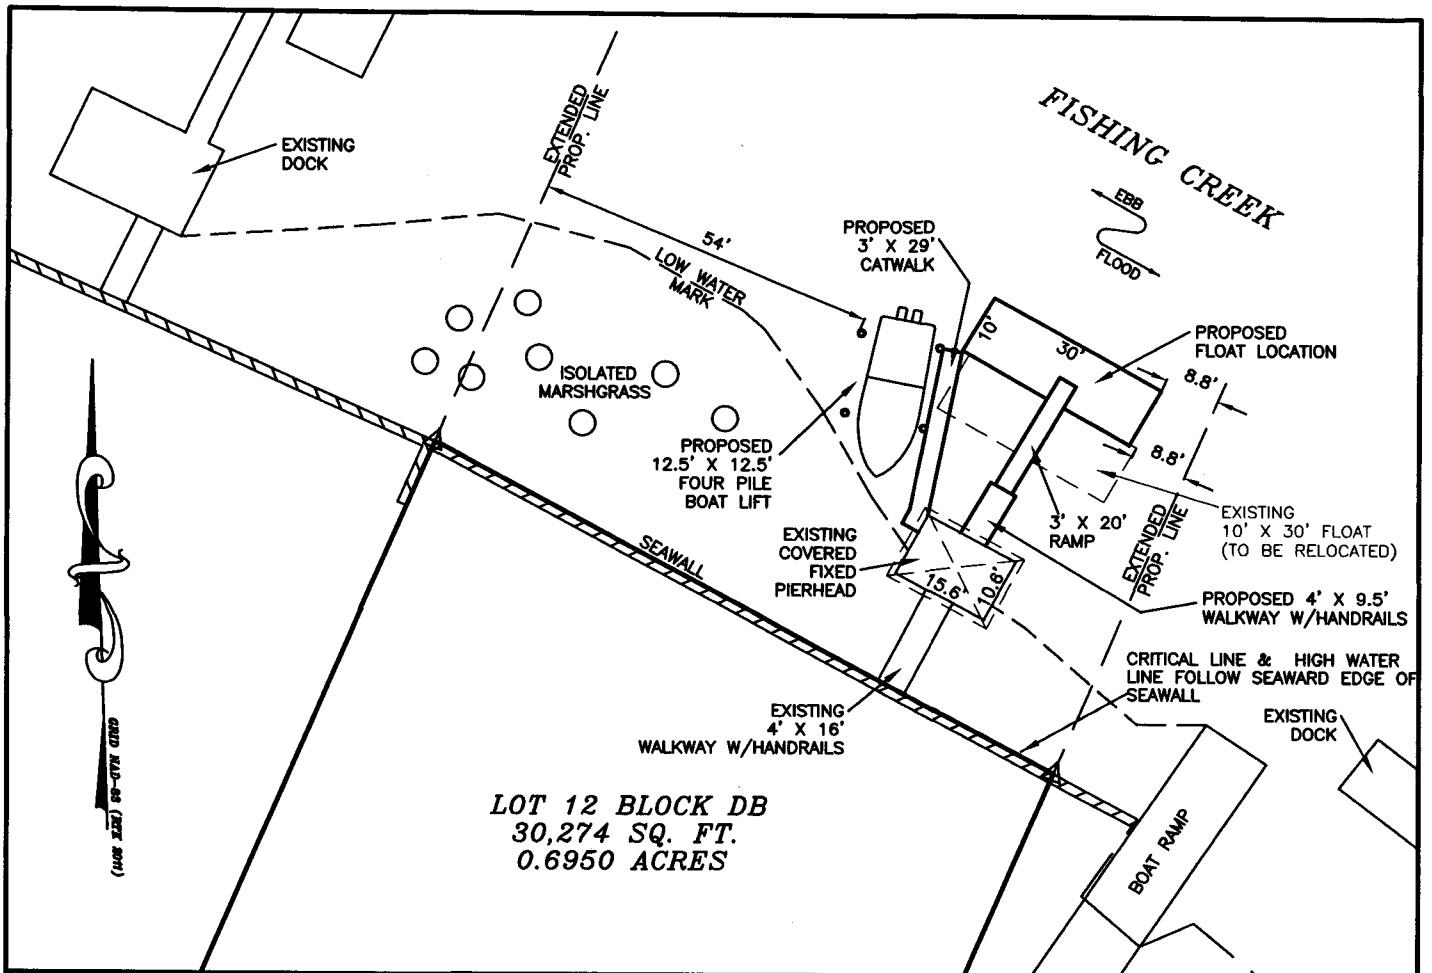 EXISTING
DOCK
EXTENDED
PROP. LINE
FISHING CREEK
EBB
FLOOD
54'
LOW WATER
MARK
PROPOSED
3' X 29'
CATWALK
10'
30'
PROPOSED
FLOAT LOCATION
8.8'
8.8'
ISOLATED
MARSHGRASS
PROPOSED
12.5' X 12.5'
FOUR PILE
BOAT LIFT
3' X 20'
RAMP
EXISTING
10' X 30' FLOAT
(TO BE RELOCATED)
EXTENDED
PROP. LINE
SEAWALL
EXISTING
COVERED
FIXED
PIERHEAD
15.6'
10.6'
PROPOSED 4' X 9.5'
WALKWAY W/HANDRAILS
CRITICAL LINE & HIGH WATER
LINE FOLLOW SEAWARD EDGE OF
SEAWALL
EXISTING
4' X 16'
WALKWAY W/HANDRAILS
EXISTING
DOCK
GRID NAD-83 (RTK 2011)
LOT 12 BLOCK DB
30,274 SQ. FT.
0.6950 ACRES
BOAT RAMP